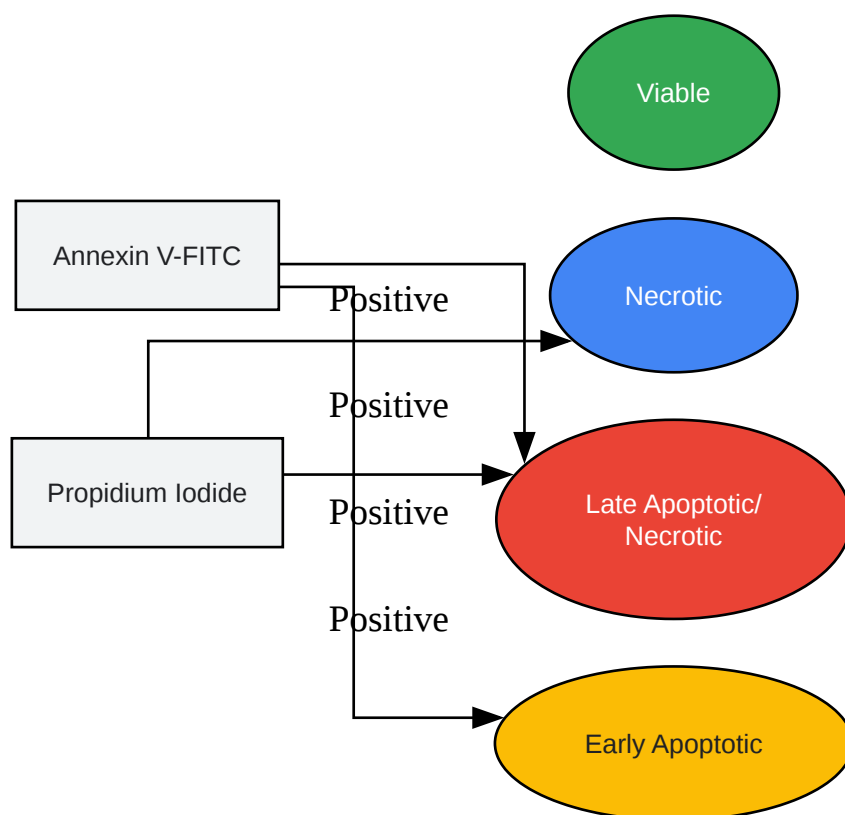 Viable
Annexin V-FITC
Necrotic
Positive
Positive
Propidium Iodide
Late Apoptotic/
Necrotic
Positive
Positive
Early Apoptotic